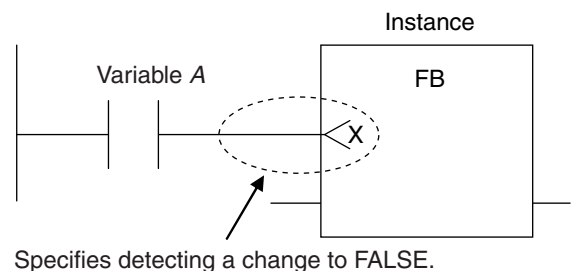 Instance
Variable A
FB
X
Specifies detecting a change to FALSE.